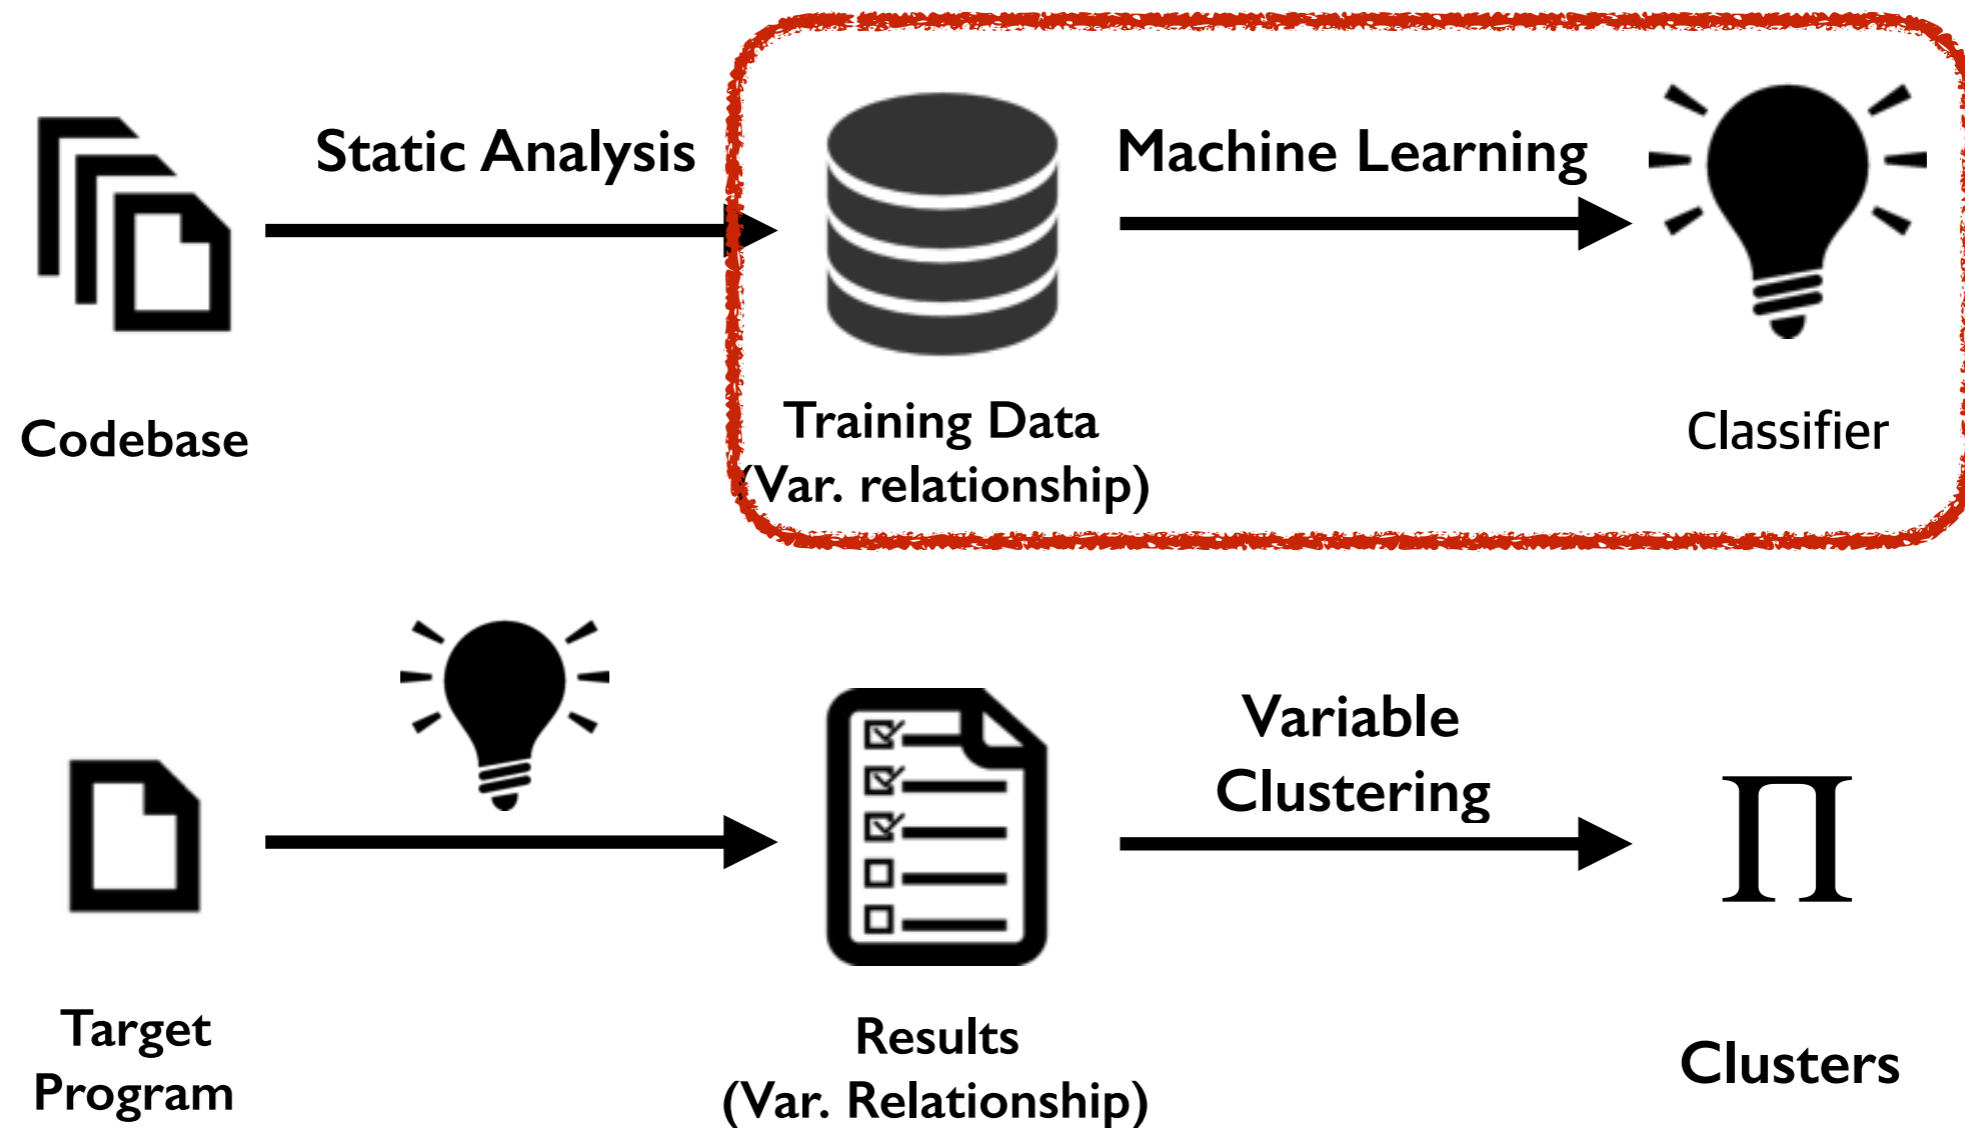 Static Analysis
Machine Learning
Codebase
Training Data
(Var. relationship)
Classifier
Variable
Clustering
Π
Target
Program
Results
(Var. Relationship)
Clusters